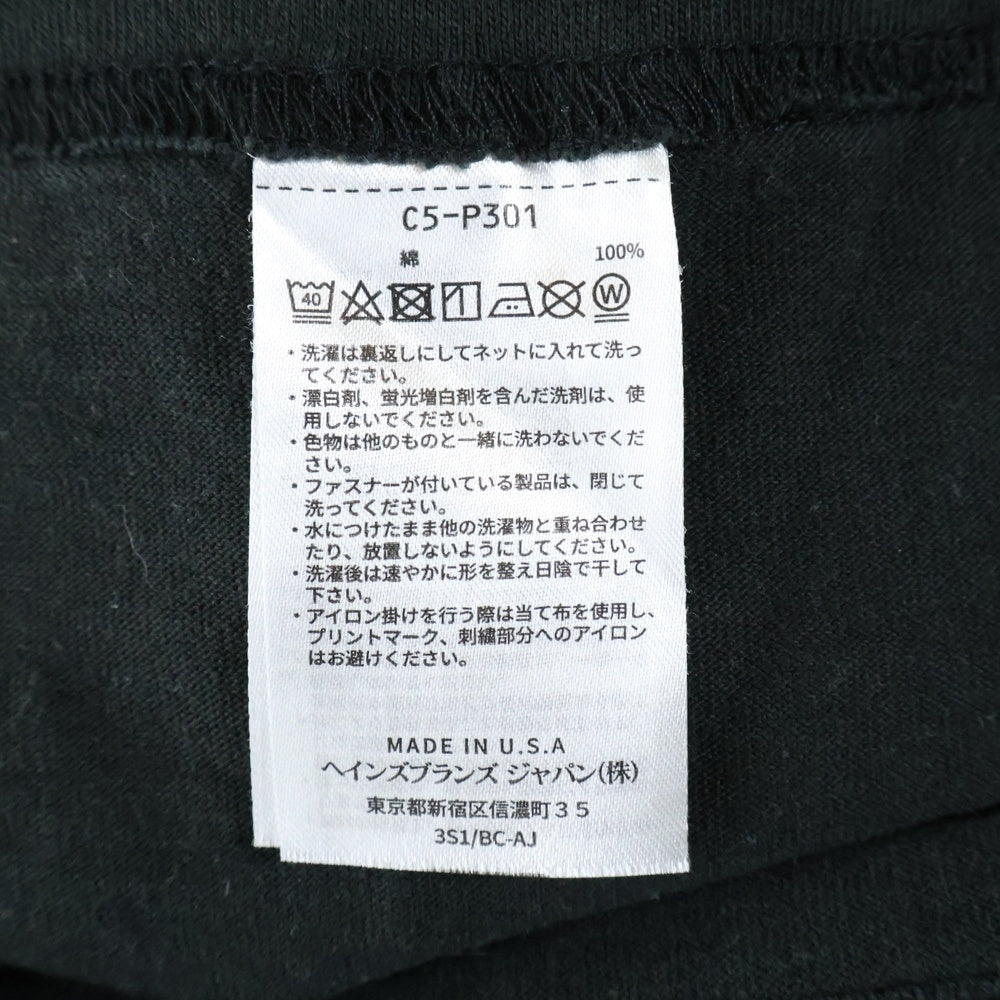 C5-P301
綿 100%
40 W
・洗濯は裏返しにしてネットに入れて洗っ
てください。
・漂白剤、蛍光増白剤を含んだ洗剤は、使
用しないでください。
・色物は他のものと一緒に洗わないでくだ
さい。
・ファスナーが付いている製品は、閉じて
洗ってください。
・水につけたまま他の洗濯物と重ね合わせ
たり、放置しないようにしてください。
・洗濯後は速やかに形を整え日陰で干して
下さい。
・アイロン掛けを行う際は当て布を使用し、
プリントマーク、刺繍部分へのアイロン
はお避けください。
MADE IN U.S.A
ヘインズブランズ ジャパン(株)
東京都新宿区信濃町３５
3S1/BC-AJ